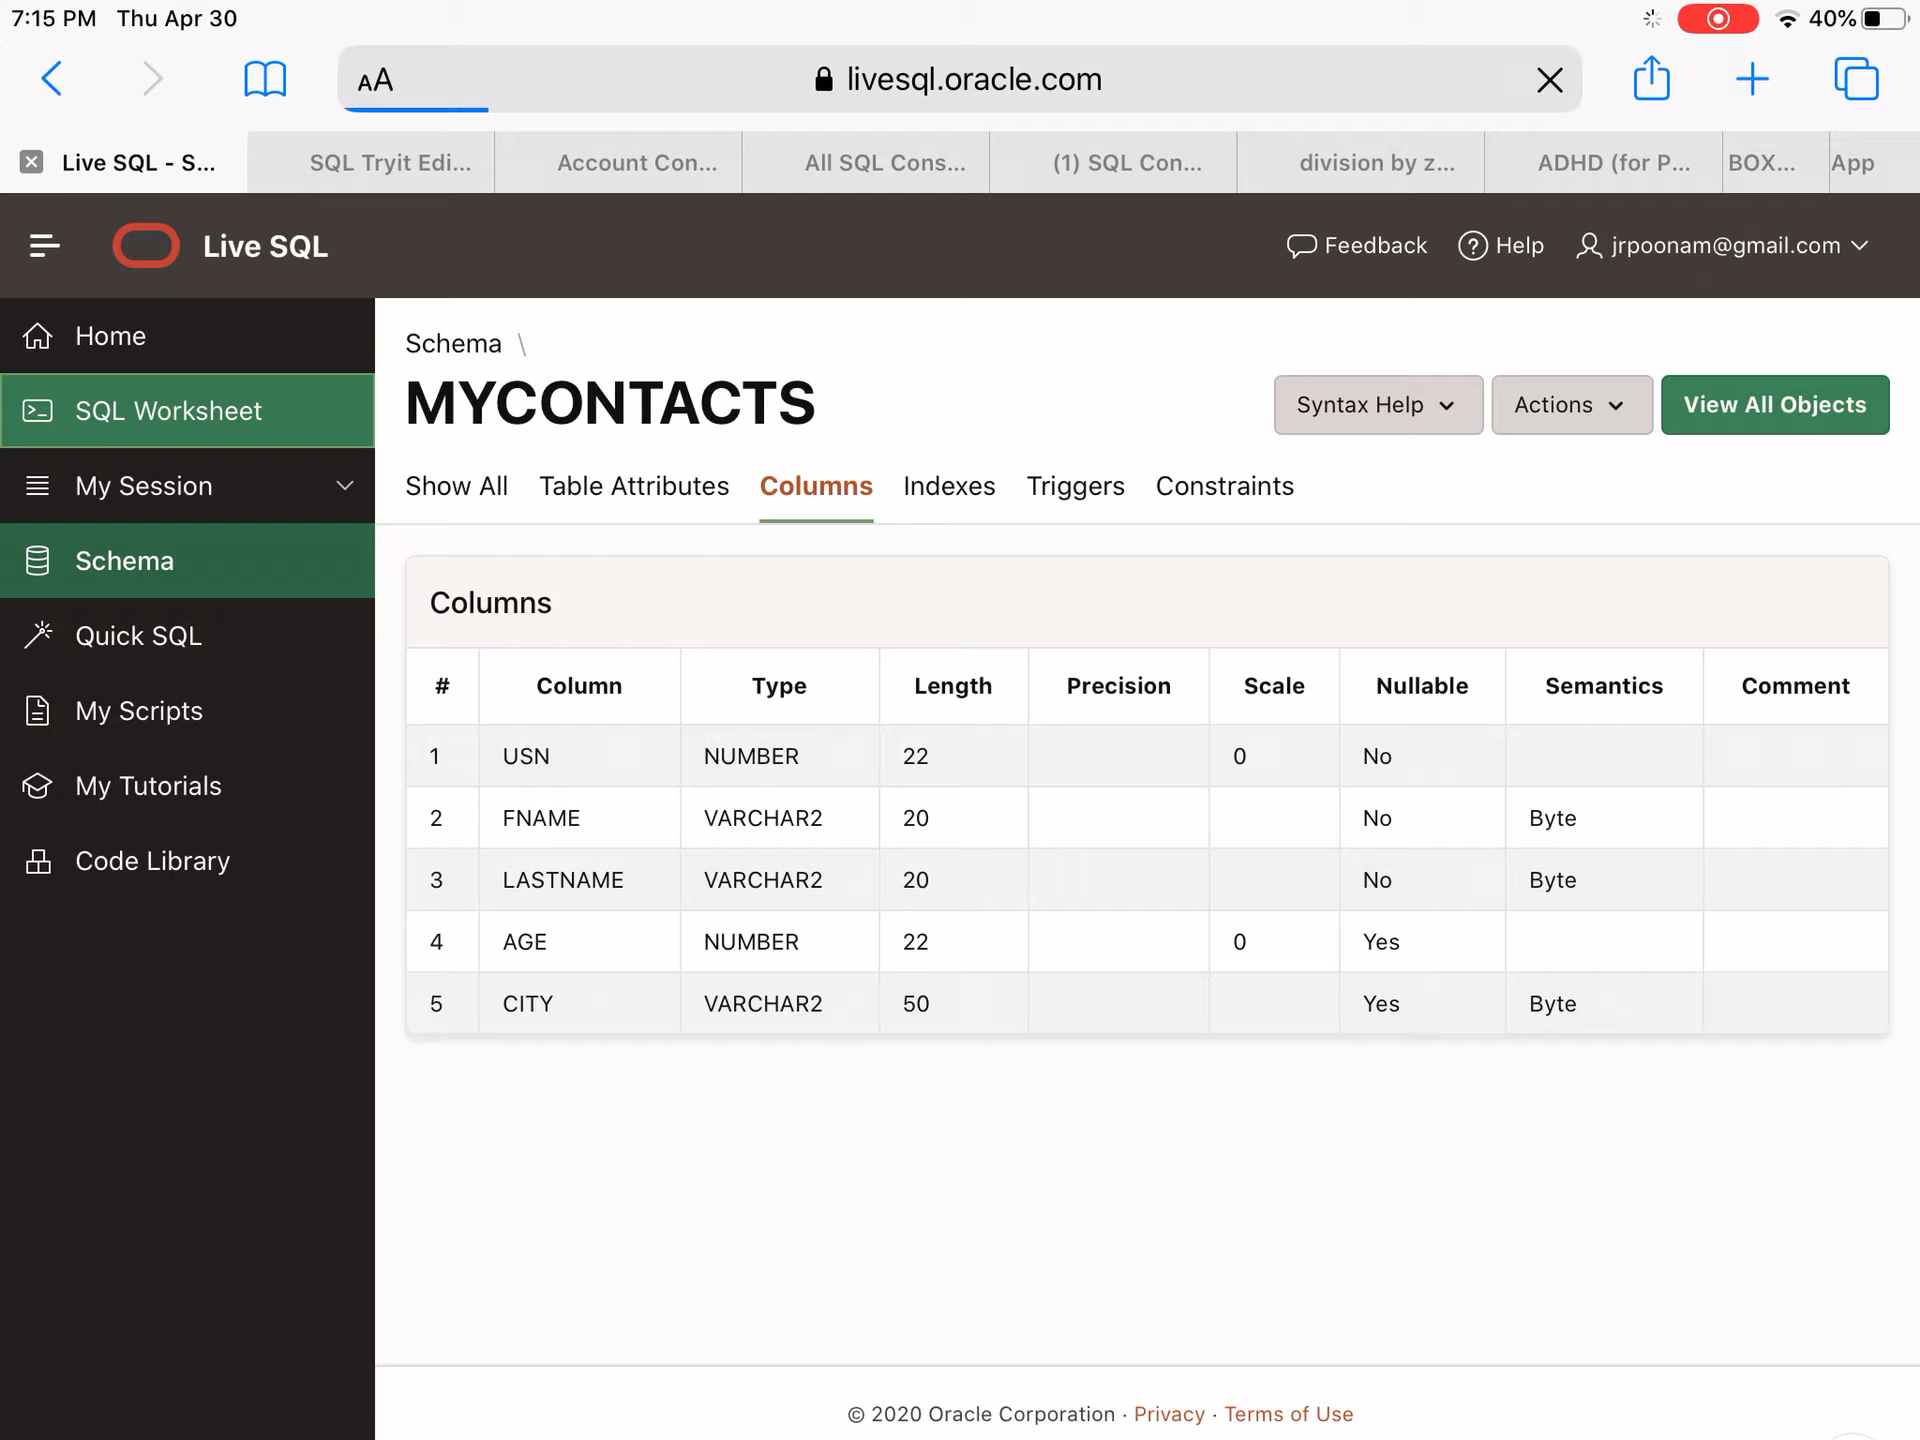 7:15 PM Thu Apr 30 40%
AA livesql.oracle.com
Live SQL - S... SQL Tryit Edi... Account Con... All SQL Cons... (1) SQL Con... division by z... ADHD (for P... BOX... App
Live SQL Feedback Help jrpoonam@gmail.com
Home
SQL Worksheet
My Session
Schema
Quick SQL
My Scripts
My Tutorials
Code Library
Schema \
MYCONTACTS
Syntax Help Actions View All Objects
Show All Table Attributes Columns Indexes Triggers Constraints
Columns
# Column Type Length Precision Scale Nullable Semantics Comment
1 USN NUMBER 22 0 No
2 FNAME VARCHAR2 20 No Byte
3 LASTNAME VARCHAR2 20 No Byte
4 AGE NUMBER 22 0 Yes
5 CITY VARCHAR2 50 Yes Byte
© 2020 Oracle Corporation · Privacy · Terms of Use